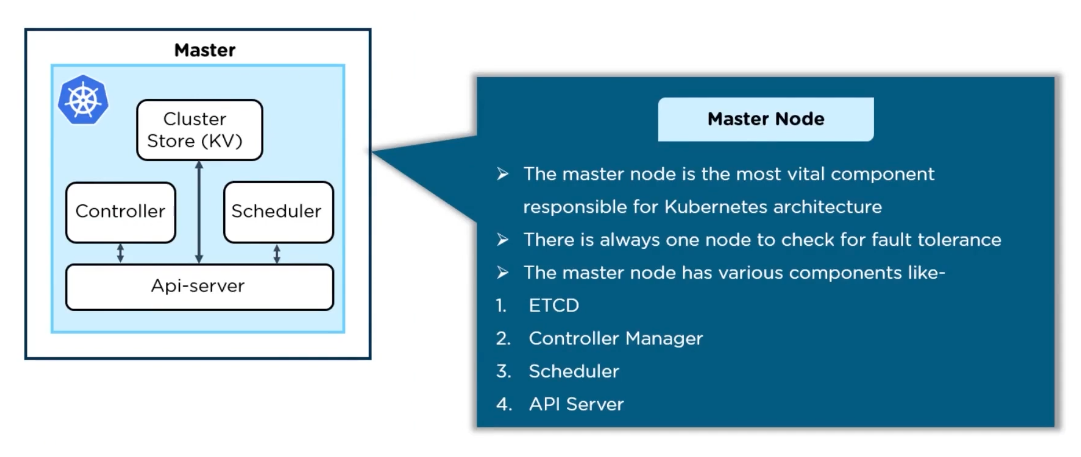 Master
Cluster
Store (KV)
Controller
Scheduler
Api-server
Master Node
➢ The master node is the most vital component
responsible for Kubernetes architecture
➢ There is always one node to check for fault tolerance
➢ The master node has various components like-
1. ETCD
2. Controller Manager
3. Scheduler
4. API Server